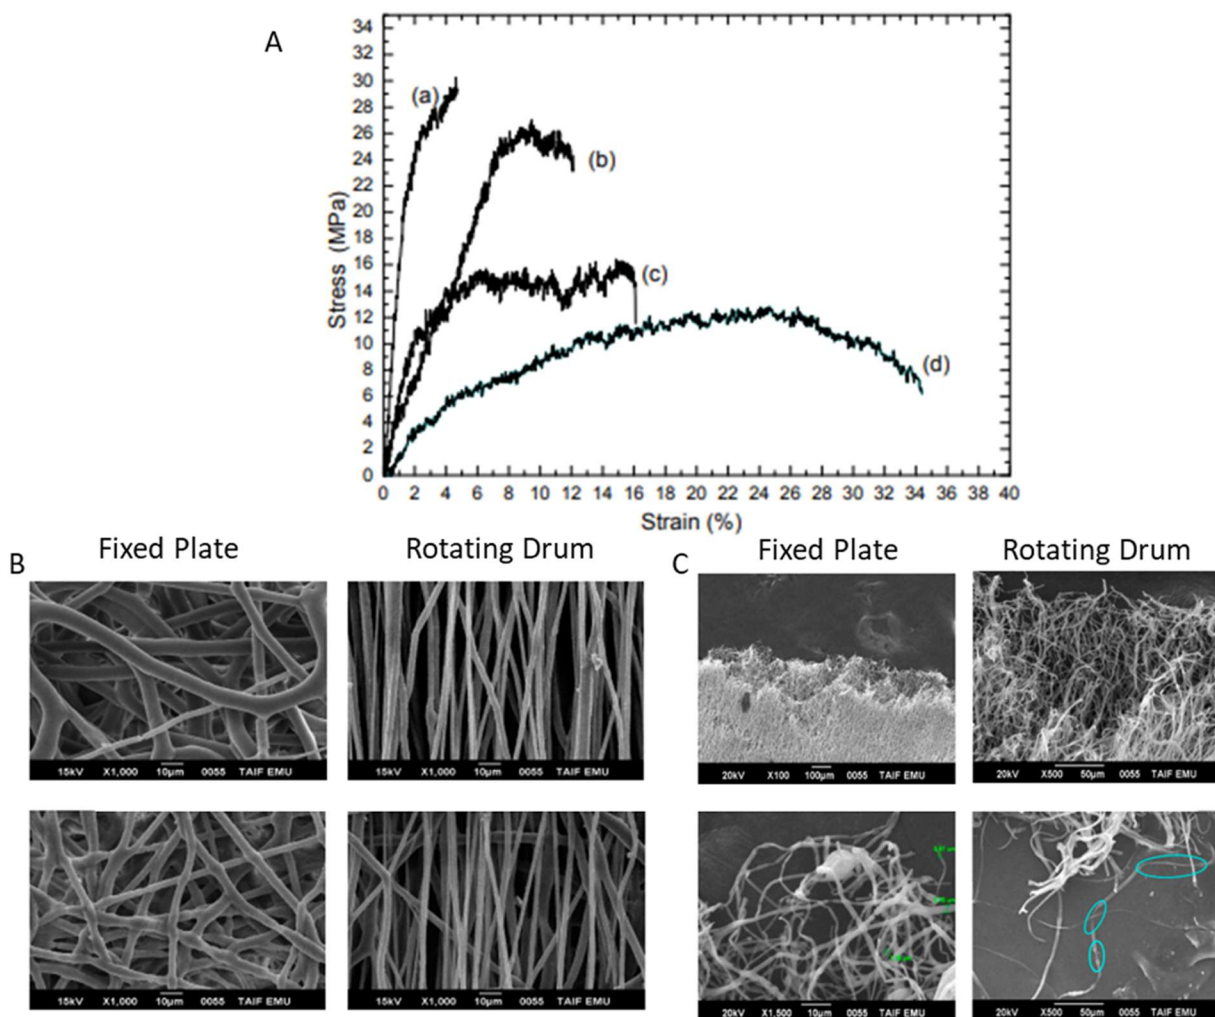 A
Stress (MPa)
34
32
30
28
26
24
22
20
18
16
14
12
10
8
6
4
2
0
(a)
(b)
(c)
(d)
0 2 4 6 8 10 12 14 16 18 20 22 24 26 28 30 32 34 36 38 40
Strain (%)
B
Fixed Plate
Rotating Drum
C
Fixed Plate
Rotating Drum
15kV X1,000 10µm 0055 TAIF EMU
15kV X1,000 10µm 0055 TAIF EMU
20kV X100 100µm 0055 TAIF EMU
20kV X500 50µm 0055 TAIF EMU
15kV X1,000 10µm 0055 TAIF EMU
15kV X1,000 10µm 0055 TAIF EMU
20kV X1,500 10µm 0055 TAIF EMU
20kV X500 50µm 0055 TAIF EMU